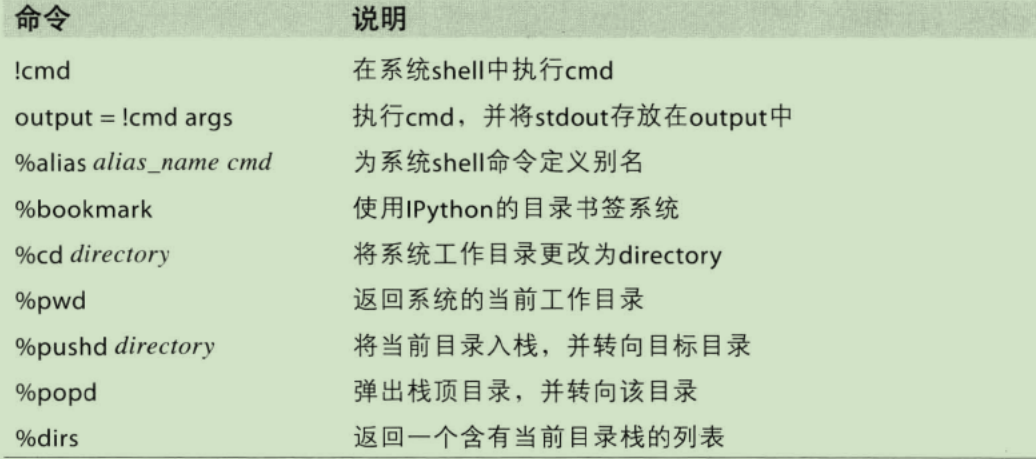 命令 说明
!cmd 在系统shell中执行cmd
output = !cmd args 执行cmd，并将stdout存放在output中
%alias alias_name cmd 为系统shell命令定义别名
%bookmark 使用IPython的目录书签系统
%cd directory 将系统工作目录更改为directory
%pwd 返回系统的当前工作目录
%pushd directory 将当前目录入栈，并转向目标目录
%popd 弹出栈顶目录，并转向该目录
%dirs 返回一个含有当前目录栈的列表